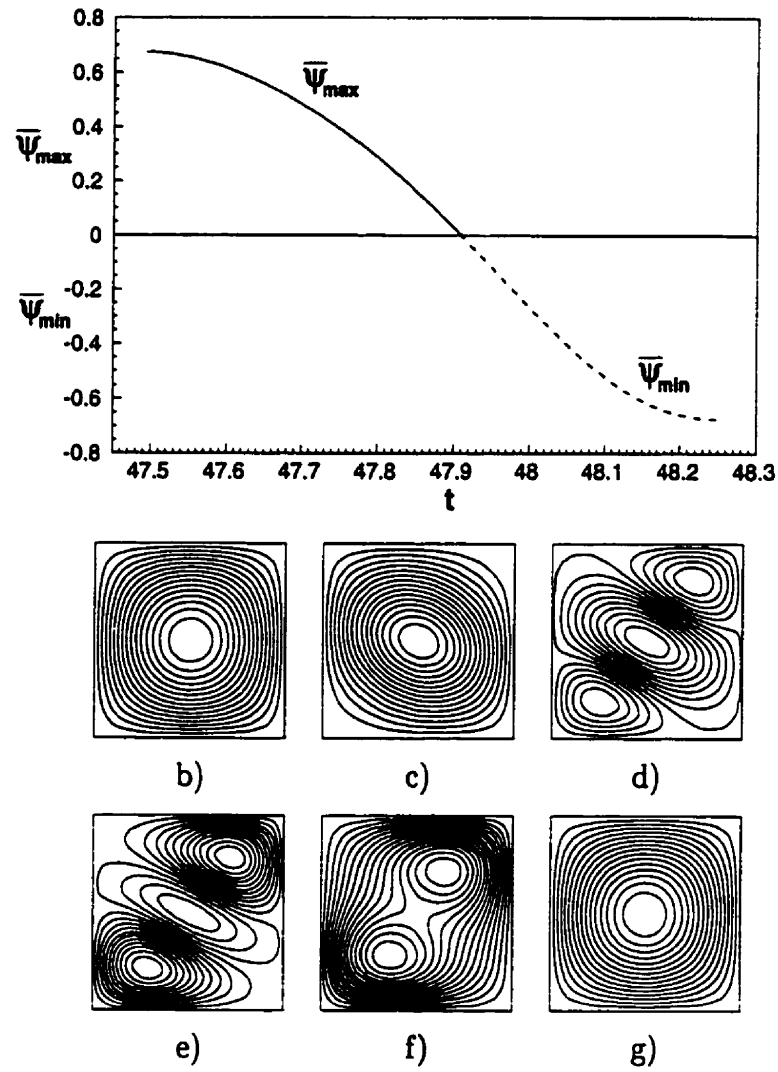 0.8
0.6
0.4
0.2
0
-0.2
-0.4
-0.6
-0.8
ψ̅max
ψ̅min
ψ̅max
ψ̅min
47.5 47.6 47.7 47.8 47.9 48 48.1 48.2 48.3
t
b) c) d)
e) f) g)